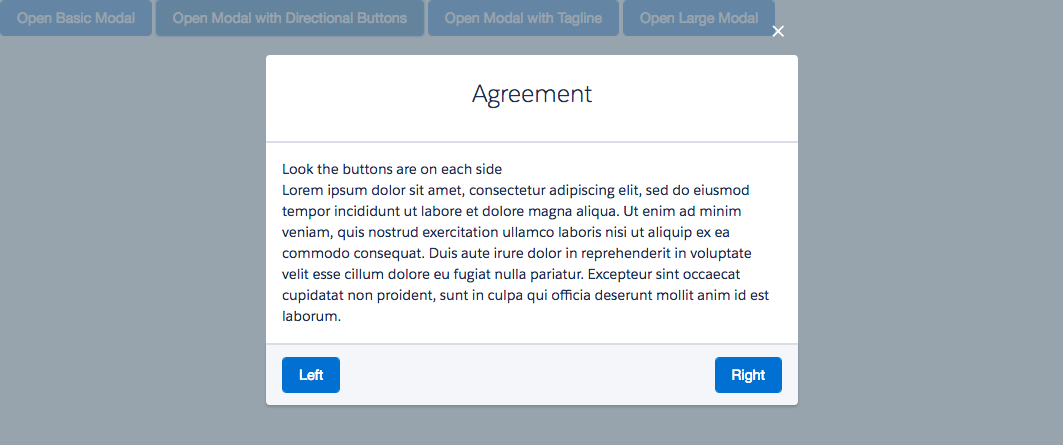 Open Basic Modal
Open Modal with Directional Buttons
Open Modal with Tagline
Open Large Modal
Agreement
Look the buttons are on each side
Lorem ipsum dolor sit amet, consectetur adipiscing elit, sed do eiusmod
tempor incididunt ut labore et dolore magna aliqua. Ut enim ad minim
veniam, quis nostrud exercitation ullamco laboris nisi ut aliquip ex ea
commodo consequat. Duis aute irure dolor in reprehenderit in voluptate
velit esse cillum dolore eu fugiat nulla pariatur. Excepteur sint occaecat
cupidatat non proident, sunt in culpa qui officia deserunt mollit anim id est
laborum.
Left
Right